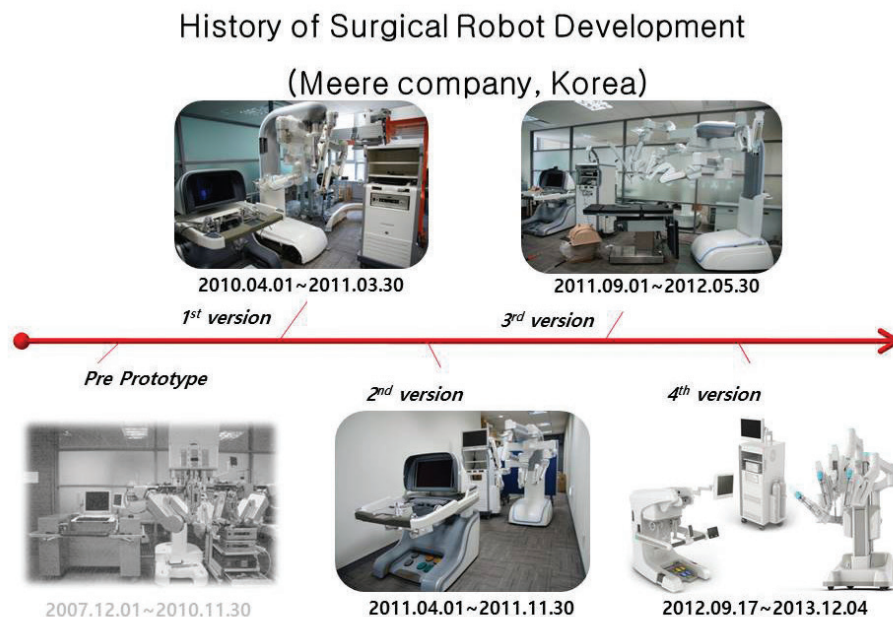 History of Surgical Robot Development
(Meere company, Korea)
2010.04.01~2011.03.30
2011.09.01~2012.05.30
1st version
3rd version
Pre Prototype
2nd version
4th version
2007.12.01~2010.11.30
2011.04.01~2011.11.30
2012.09.17~2013.12.04